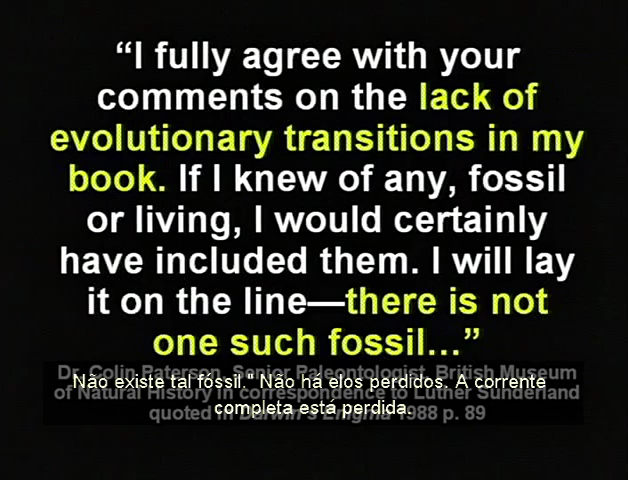 “I fully agree with your
comments on the lack of
evolutionary transitions in my
book. If I knew of any, fossil
or living, I would certainly
have included them. I will lay
it on the line—there is not
one such fossil…”
Dr. Colin Paterson, Senior Paleontologist, British Museum
Não existe tal fóssil." Não há elos perdidos. A corrente
of Natural History in correspondence to Luther Sunderland
completa está perdida.
quoted in Darwin's Enigma 1988 p. 89